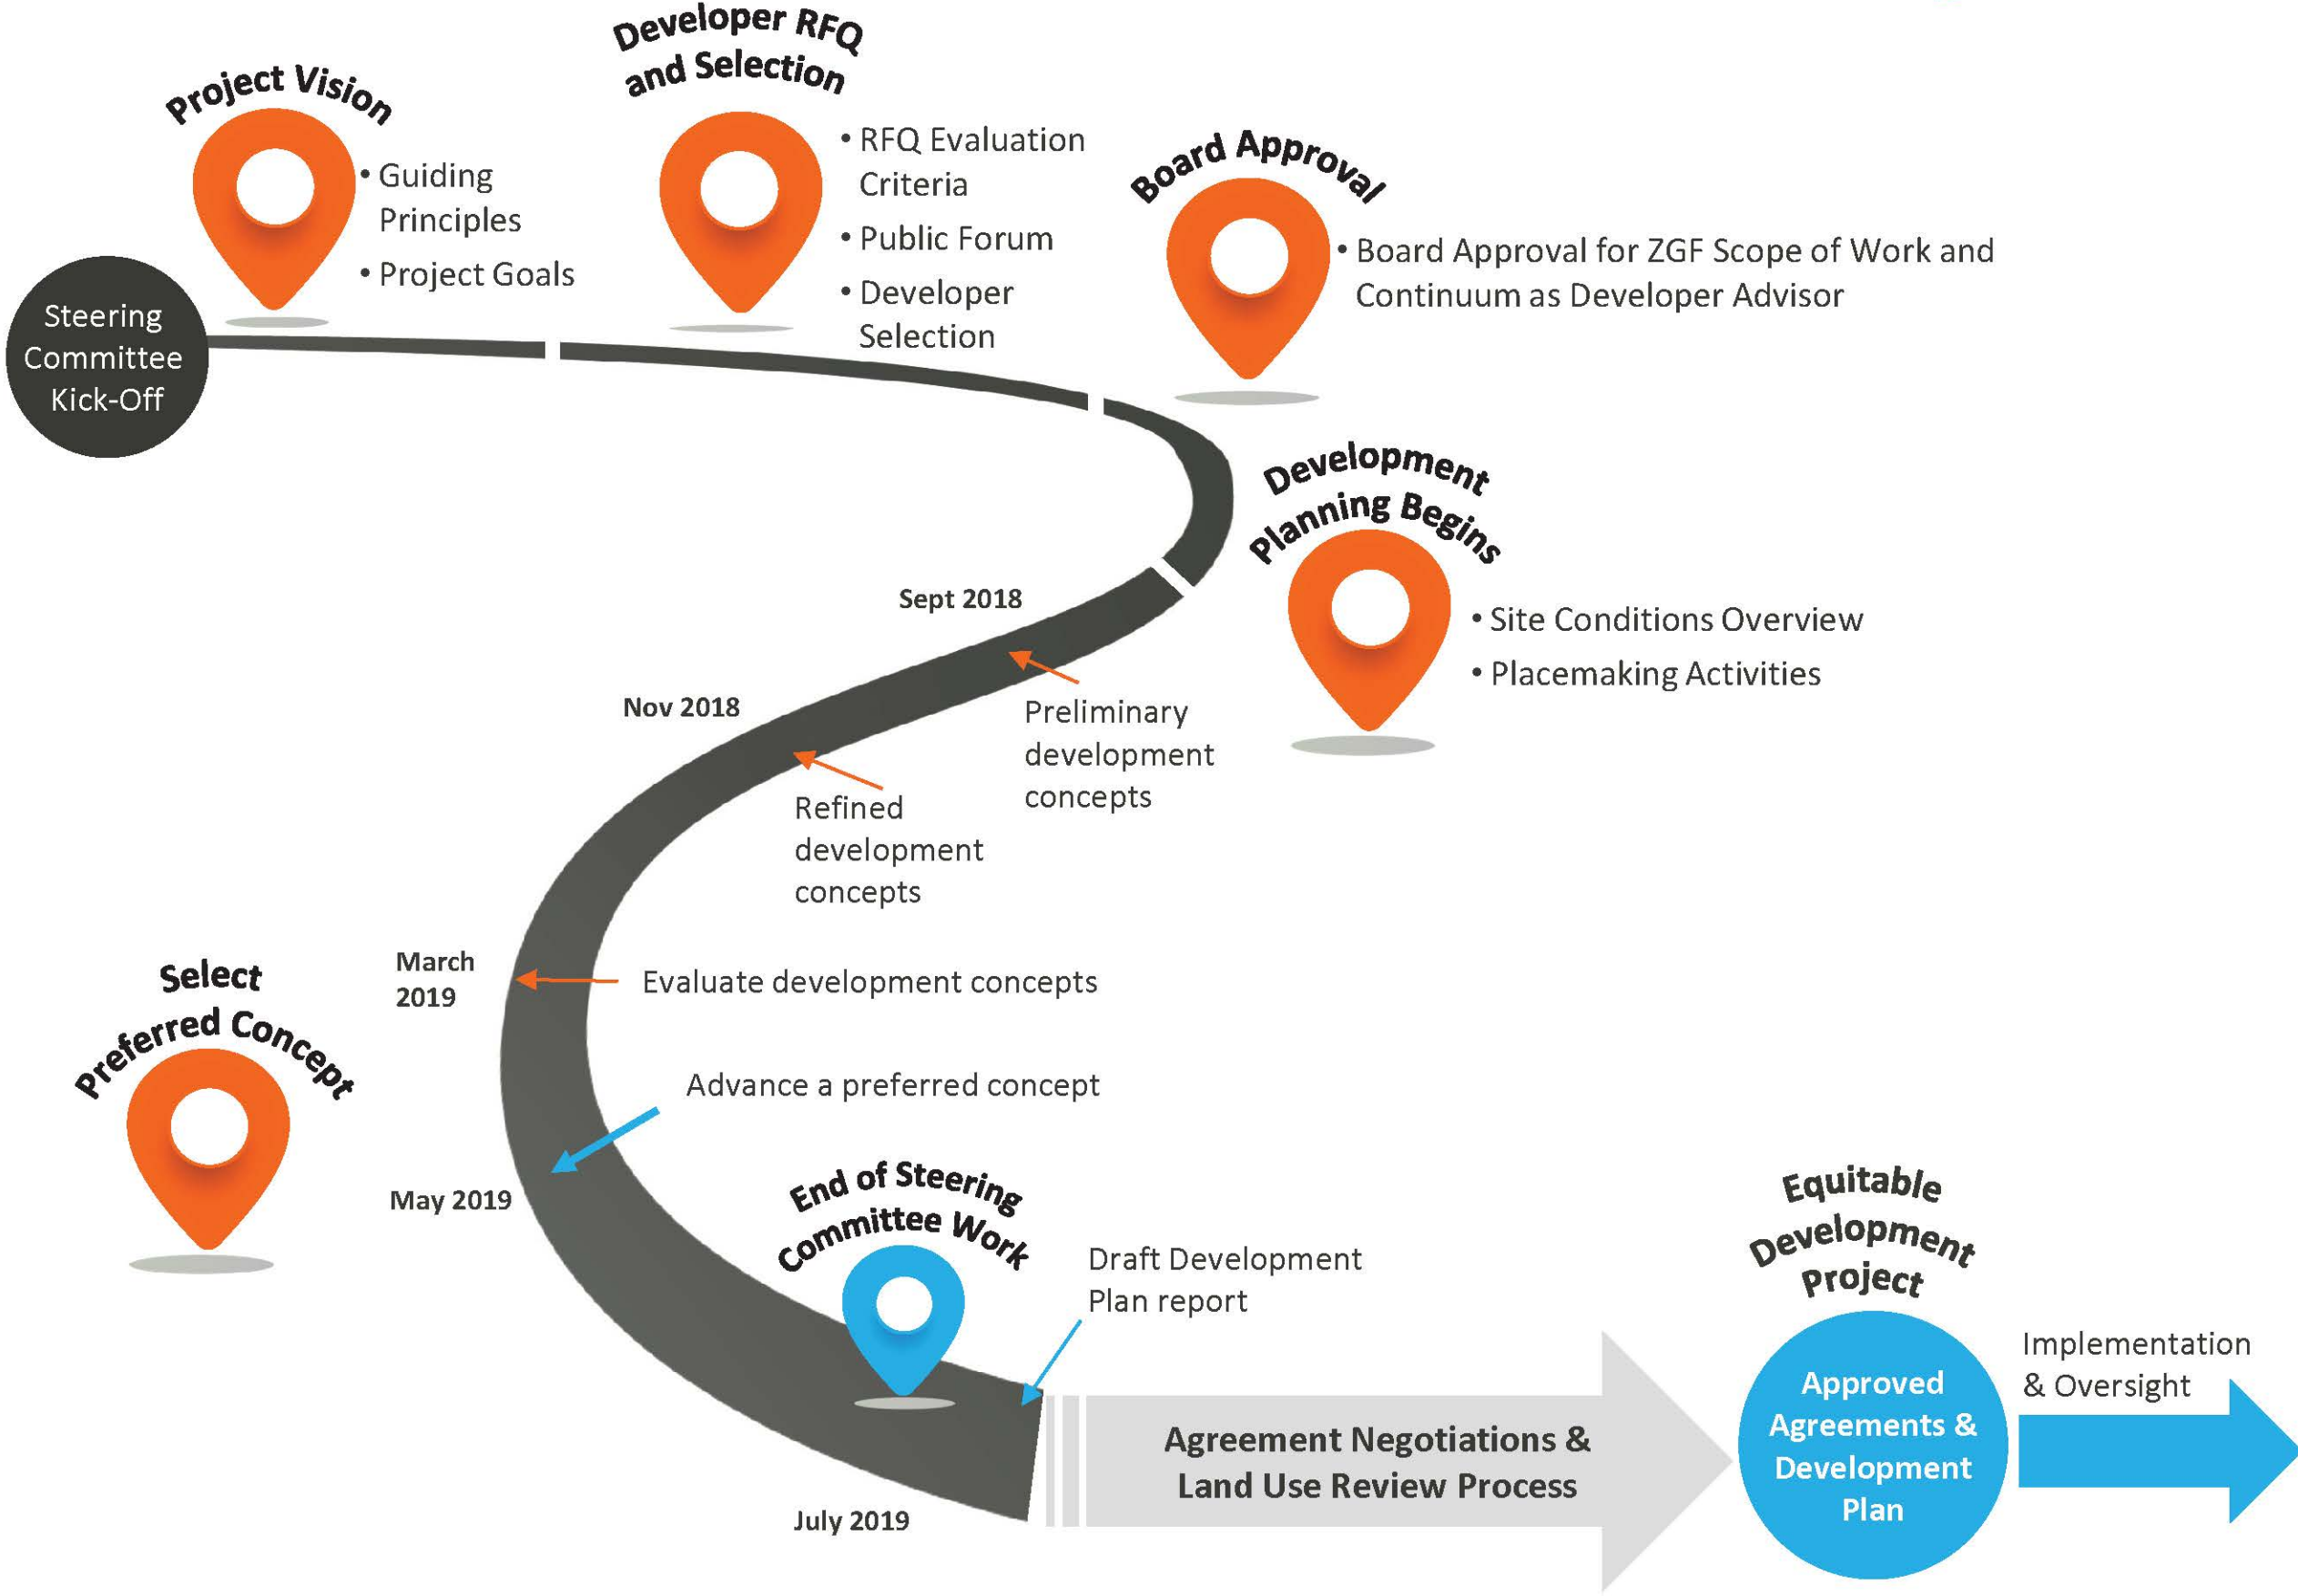 Developer RFQ
and Selection
Project Vision
• Guiding
Principles
• Project Goals
• RFQ Evaluation
Criteria
• Public Forum
• Developer
Selection
Board Approval
• Board Approval for ZGF Scope of Work and
Continuum as Developer Advisor
Steering
Committee
Kick-Off
Development
Planning Begins
• Site Conditions Overview
• Placemaking Activities
Sept 2018
Preliminary
development
concepts
Nov 2018
Refined
development
concepts
March
2019
Evaluate development concepts
Select
Preferred Concept
Advance a preferred concept
May 2019
End of Steering
Committee Work
Draft Development
Plan report
July 2019
Agreement Negotiations &
Land Use Review Process
Equitable
Development
Project
Approved
Agreements &
Development
Plan
Implementation
& Oversight